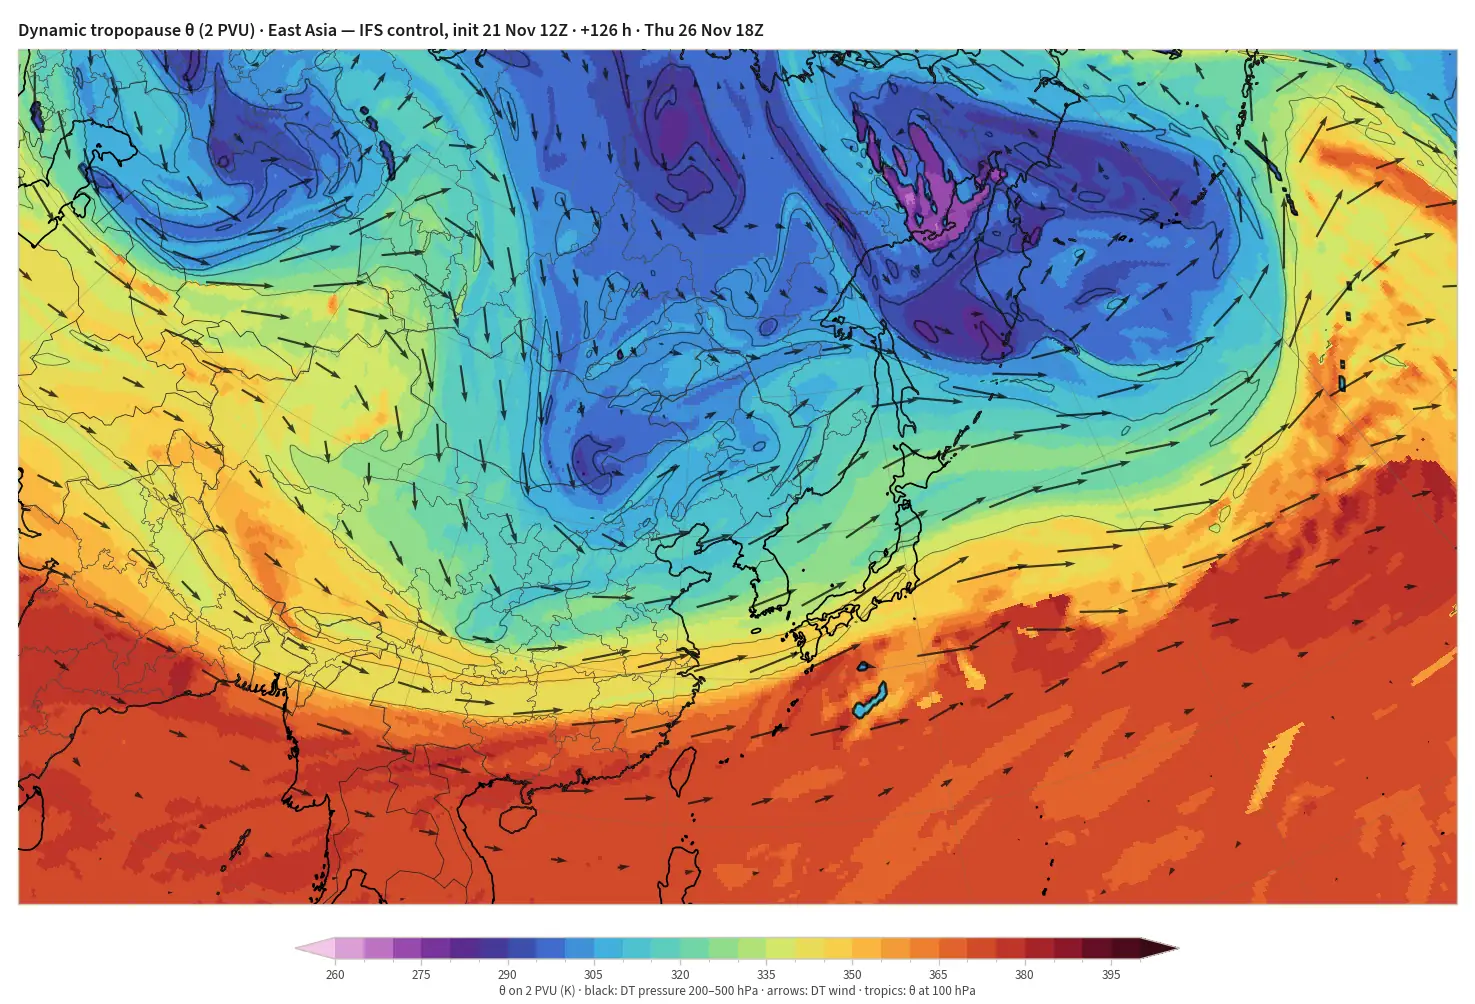 Dynamic tropopause θ (2 PVU) · East Asia — IFS control, init 21 Nov 12Z · +126 h · Thu 26 Nov 18Z
260 275 290 305 320 335 350 365 380 395
θ on 2 PVU (K) · black: DT pressure 200–500 hPa · arrows: DT wind · tropics: θ at 100 hPa